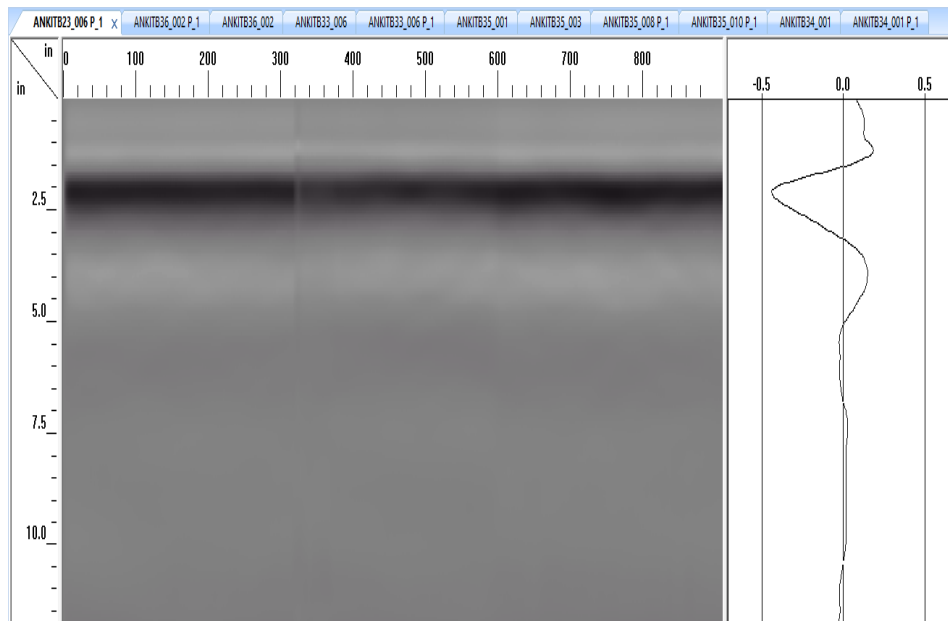 ANKITB23_006 P_1 X ANKITB36_002 P_1 ANKITB36_002 ANKITB33_006 ANKITB33_006 P_1 ANKITB35_001 ANKITB35_003 ANKITB35_008 P_1 ANKITB35_010 P_1 ANKITB34_001 ANKITB34_001 P_1
in 0 100 200 300 400 500 600 700 800 -0.5 0.0 0.5
in
2.5
5.0
7.5
10.0